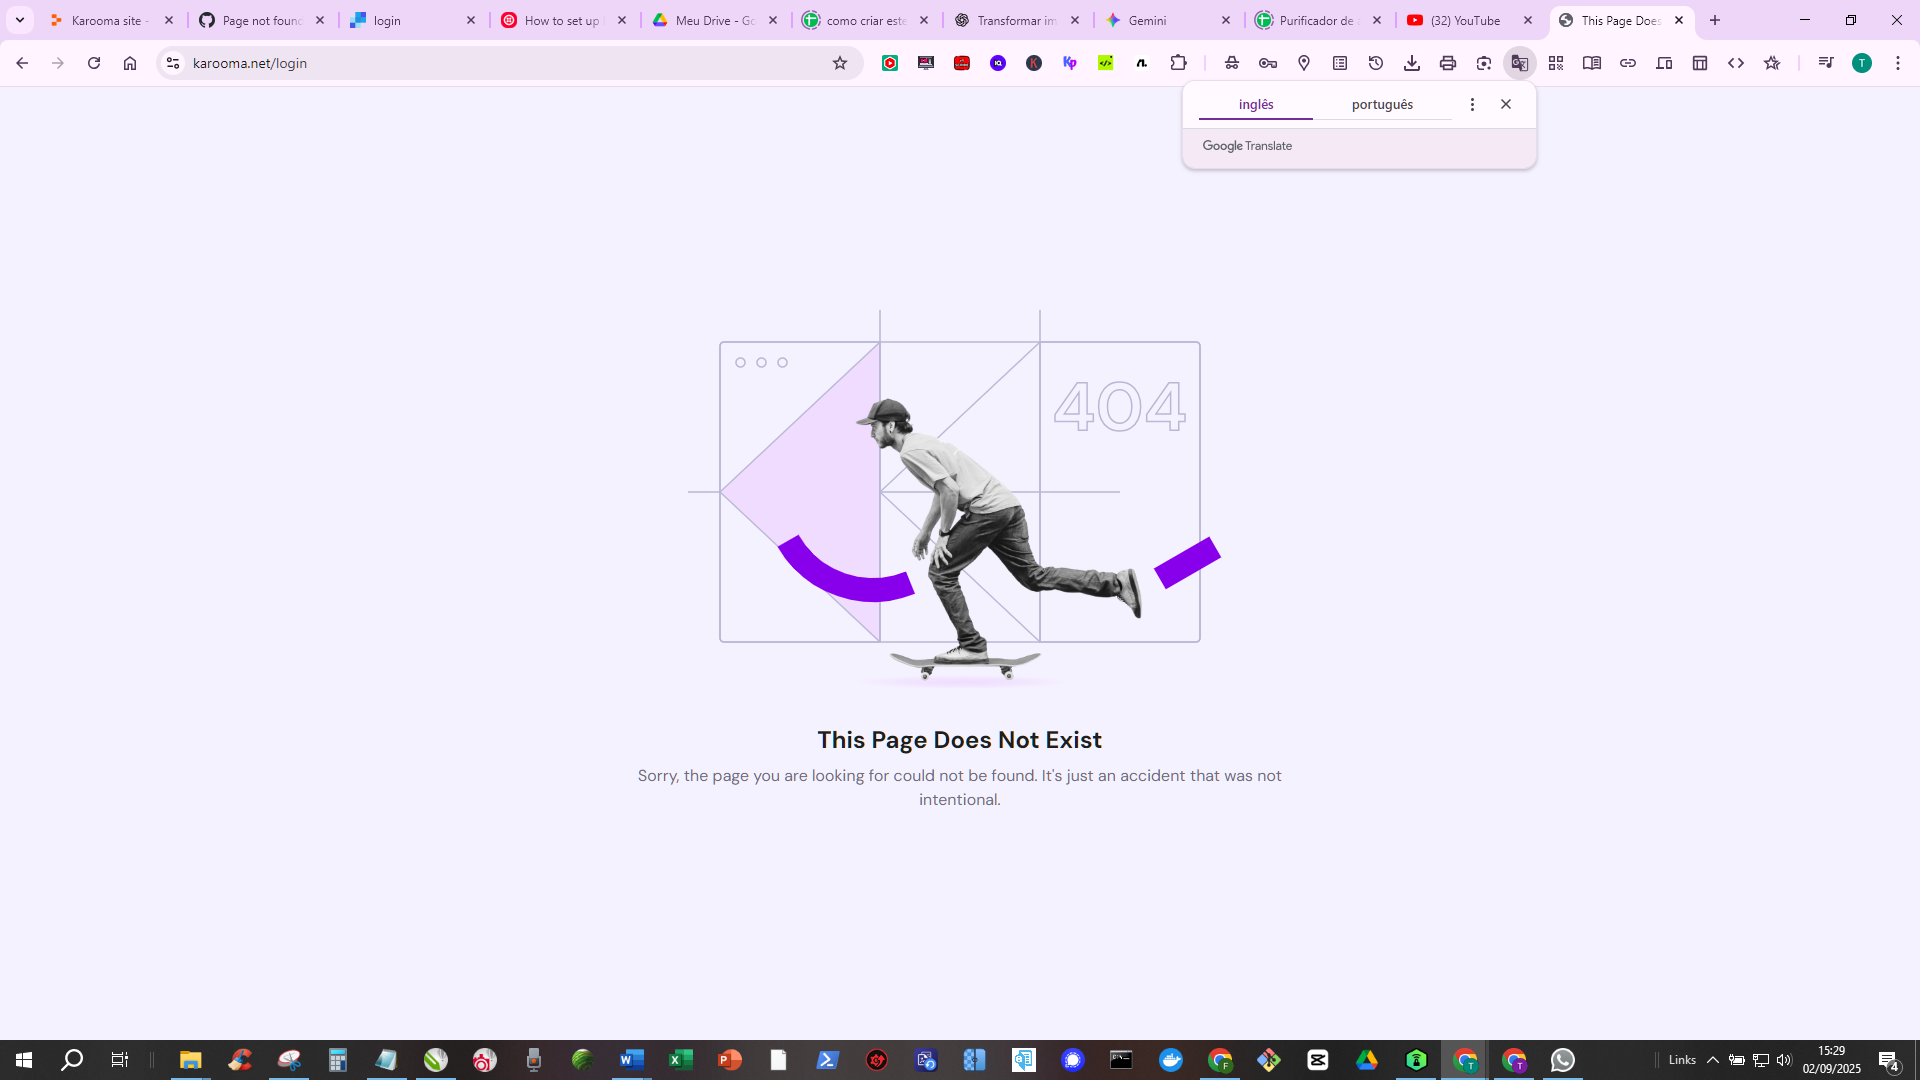 Karooma site -
Page not found
login
How to set up
Meu Drive - Go
como criar este
Transformar im
Gemini
Purificador de a
(32) YouTube
This Page Does
karooma.net/login
T
inglês
português
Google Translate
404
This Page Does Not Exist
Sorry, the page you are looking for could not be found. It's just an accident that was not
intentional.
Links
15:29
02/09/2025
4